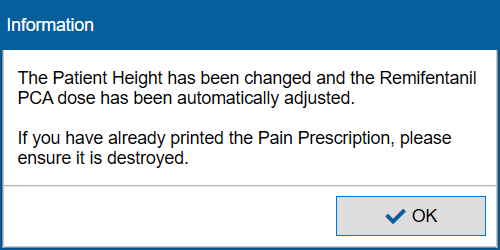 Information
The Patient Height has been changed and the Remifentanil
PCA dose has been automatically adjusted.
If you have already printed the Pain Prescription, please
ensure it is destroyed.
OK